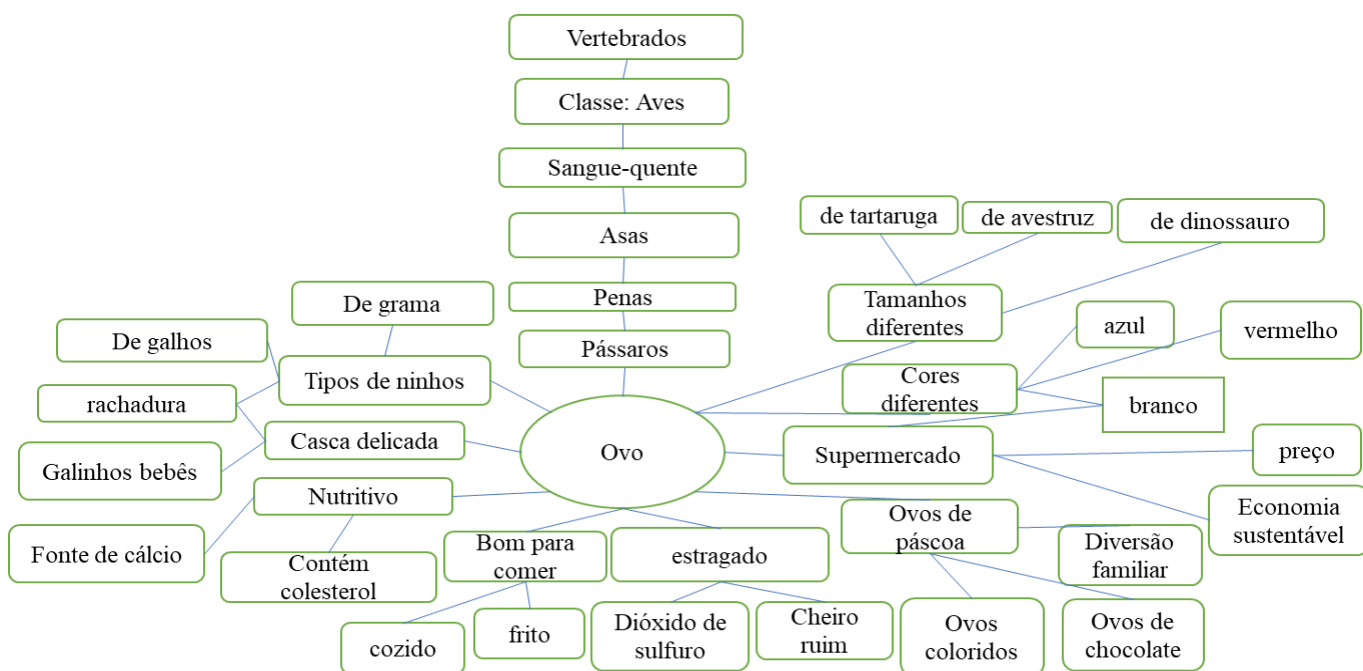 Vertebrados
Classe: Aves
Sangue-quente
Asas
Penas
Pássaros
de tartaruga
de avestruz
de dinossauro
Tamanhos
diferentes
azul
vermelho
Cores
diferentes
branco
De grama
De galhos
Tipos de ninhos
rachadura
Casca delicada
Galinhos bebês
Ovo
Supermercado
preço
Economia
sustentável
Nutritivo
Fonte de cálcio
Contém
colesterol
Bom para
comer
cozido
frito
estragado
Dióxido de
sulfuro
Cheiro
ruim
Ovos de
páscoa
Diversão
familiar
Ovos
coloridos
Ovos de
chocolate